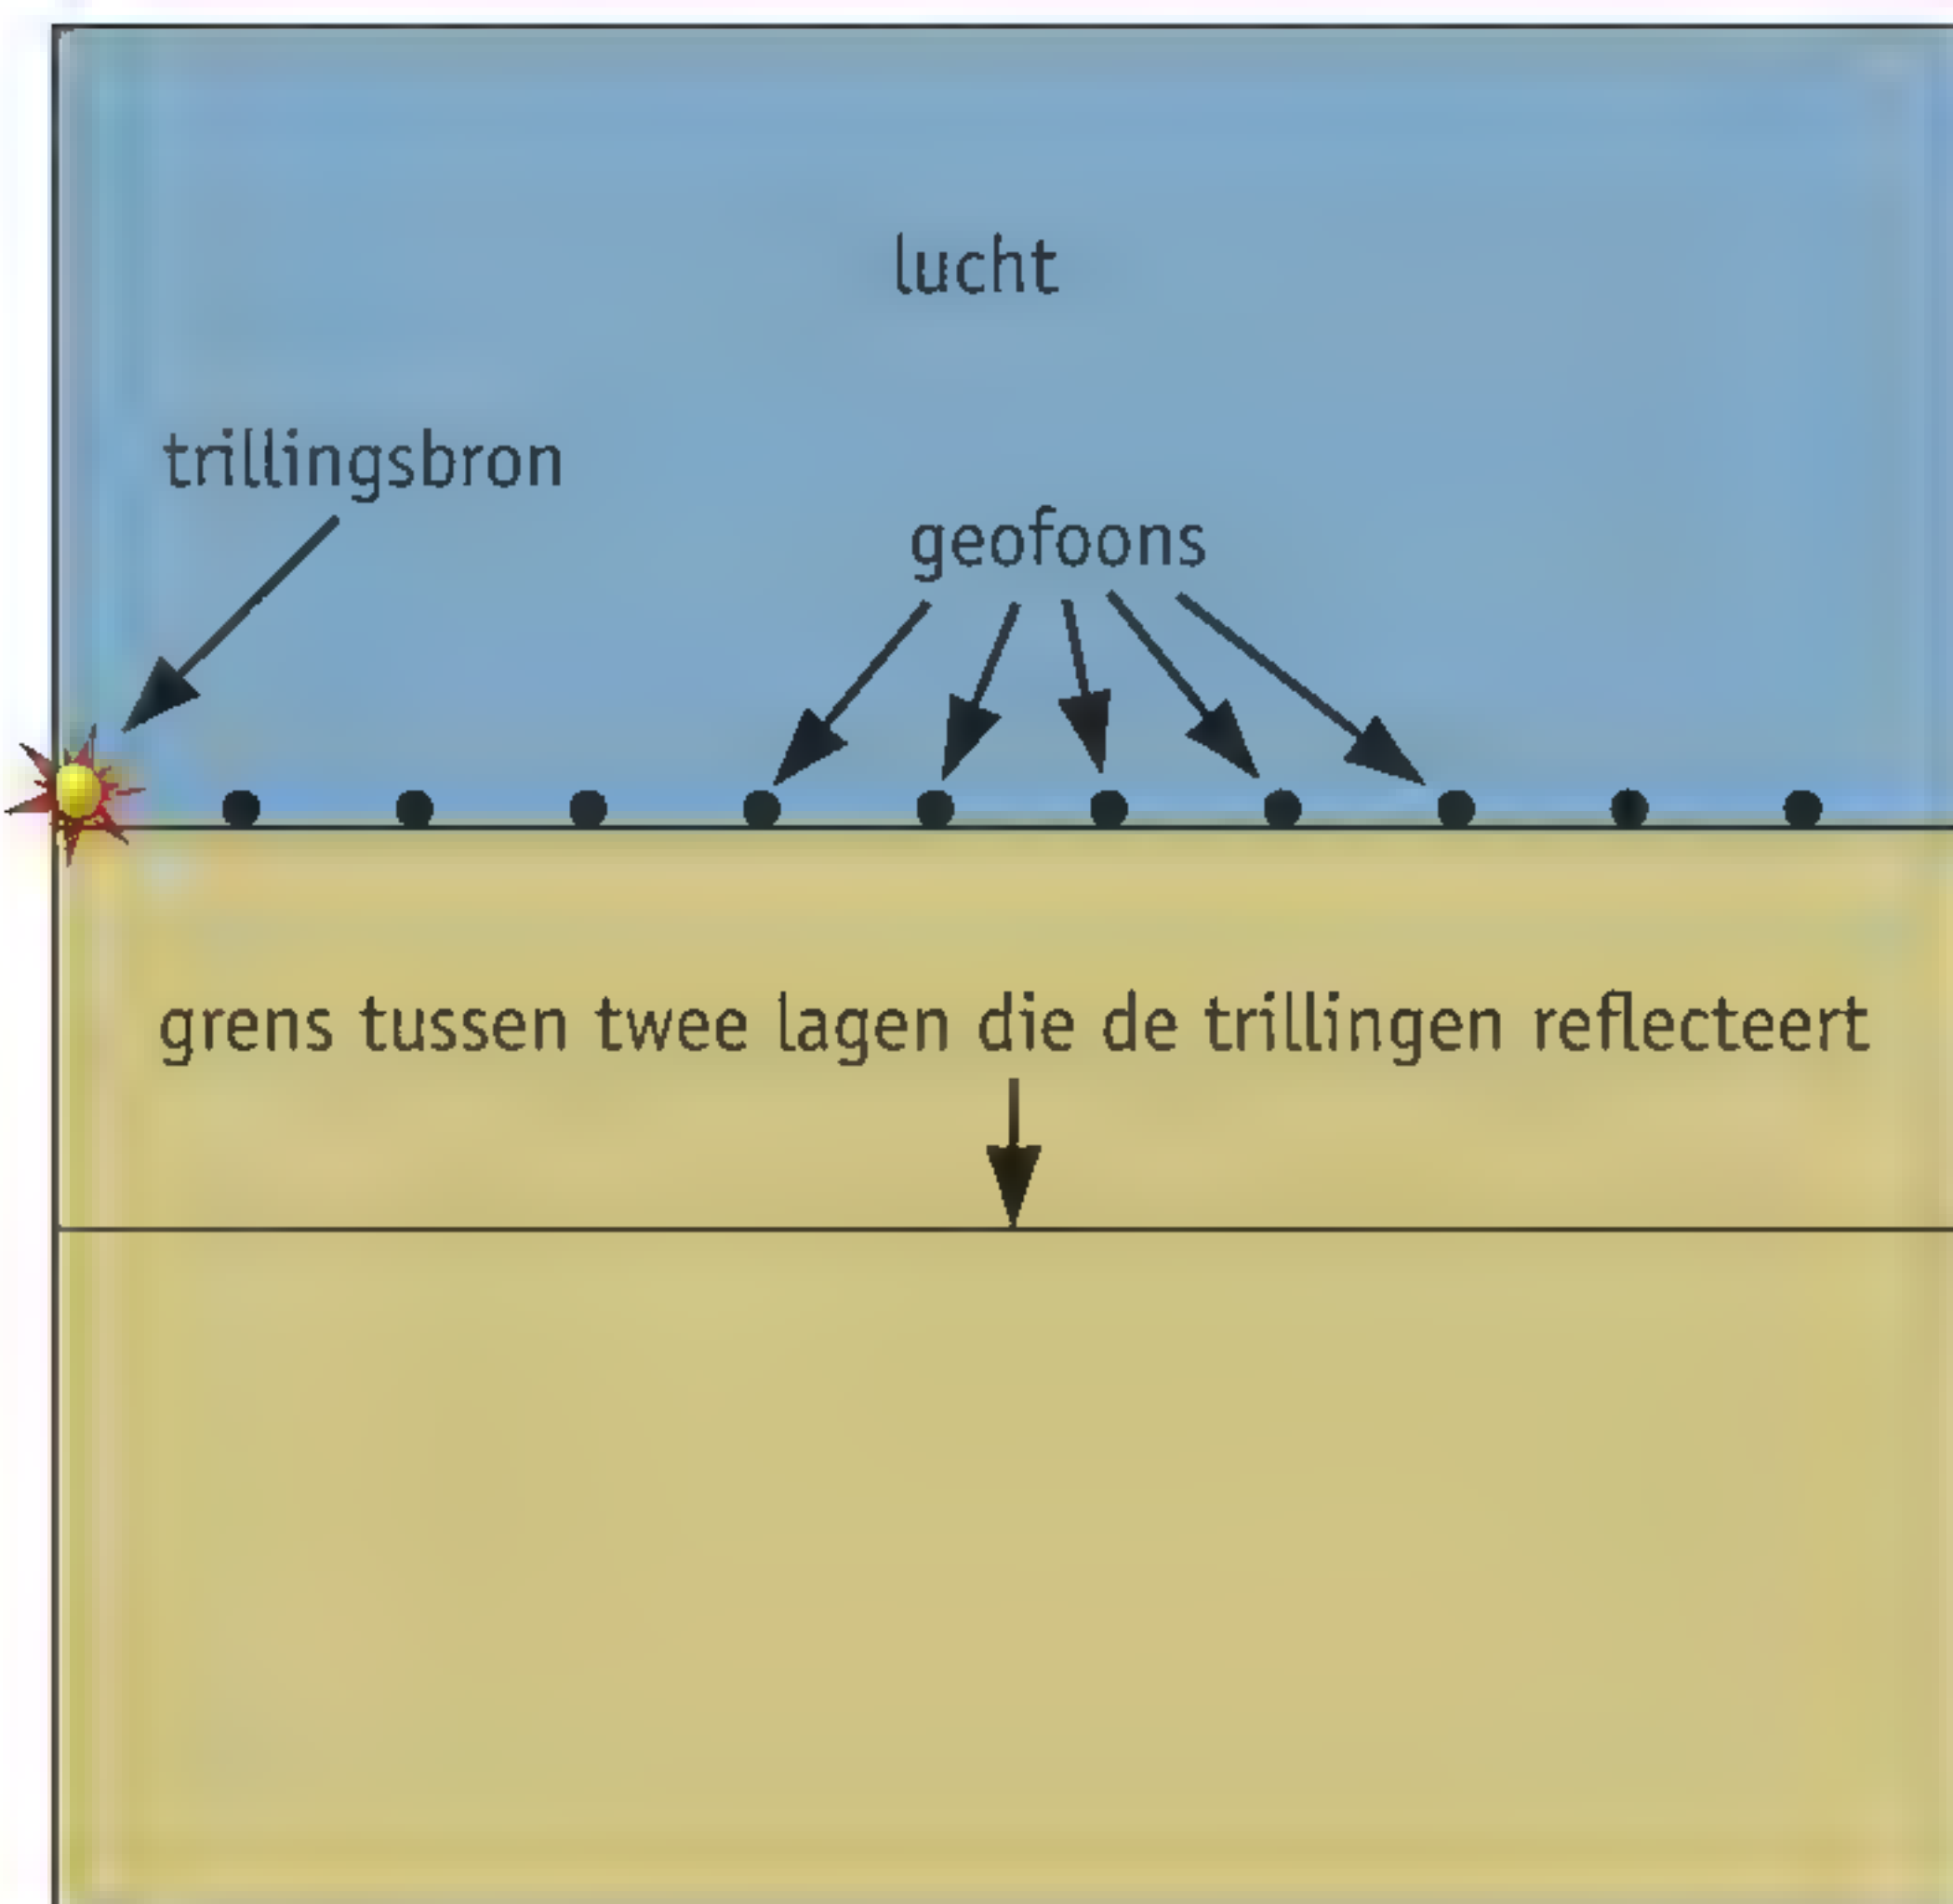 lucht
trillingsbron
geofoons
grens tussen twee lagen die de trillingen reflecteert